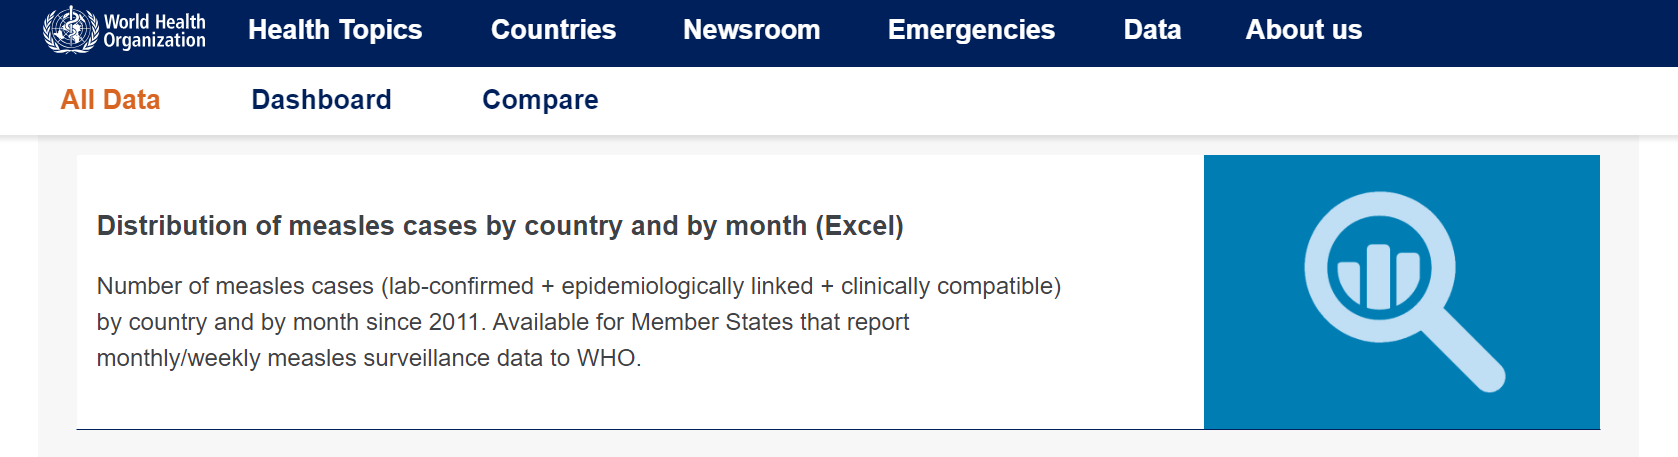 World Health
Organization
Health Topics Countries Newsroom Emergencies Data About us
All Data Dashboard Compare
Distribution of measles cases by country and by month (Excel)
Number of measles cases (lab-confirmed + epidemiologically linked + clinically compatible)
by country and by month since 2011. Available for Member States that report
monthly/weekly measles surveillance data to WHO.